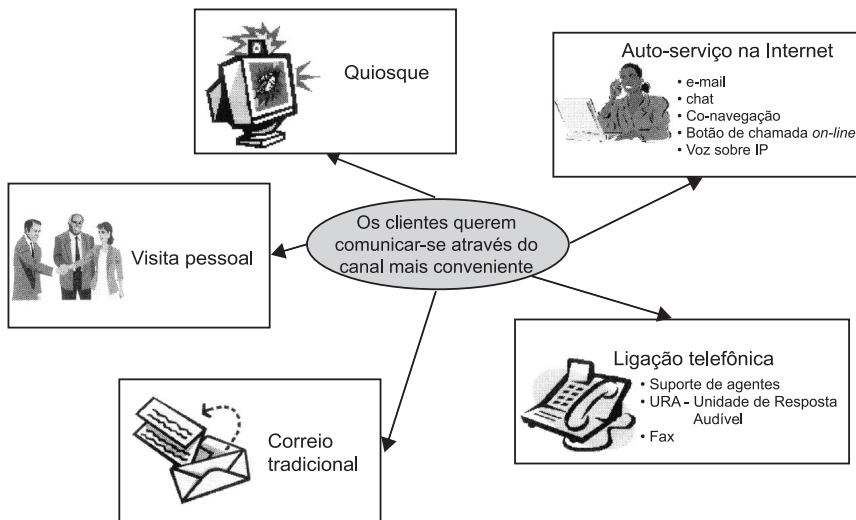 Quiosque
Auto-serviço na Internet
• e-mail
• chat
• Co-navegação
• Botão de chamada on-line
• Voz sobre IP
Os clientes querem
comunicar-se através do
canal mais conveniente
Visita pessoal
Ligação telefônica
• Suporte de agentes
• URA - Unidade de Resposta
Audível
• Fax
Correio
tradicional